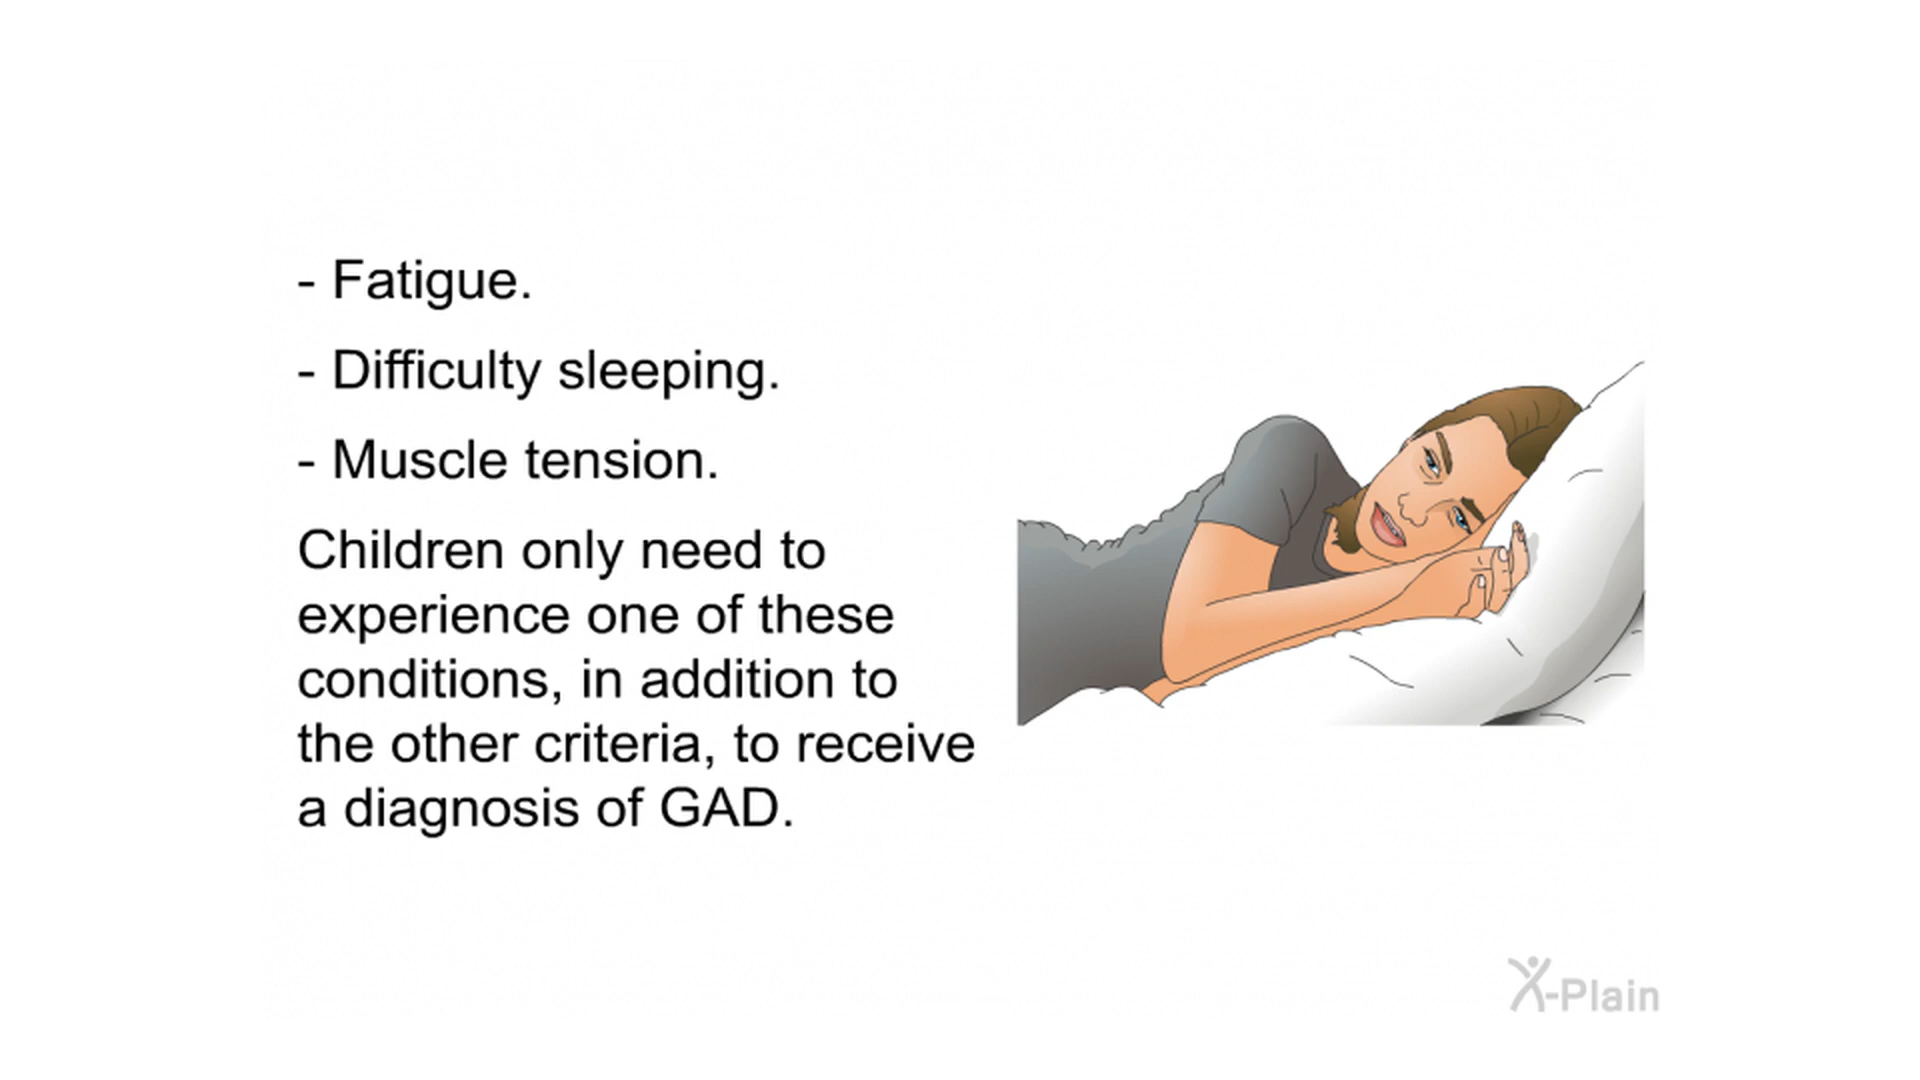 - Fatigue.
- Difficulty sleeping.
- Muscle tension.
Children only need to
experience one of these
conditions, in addition to
the other criteria, to receive
a diagnosis of GAD.
X-Plain